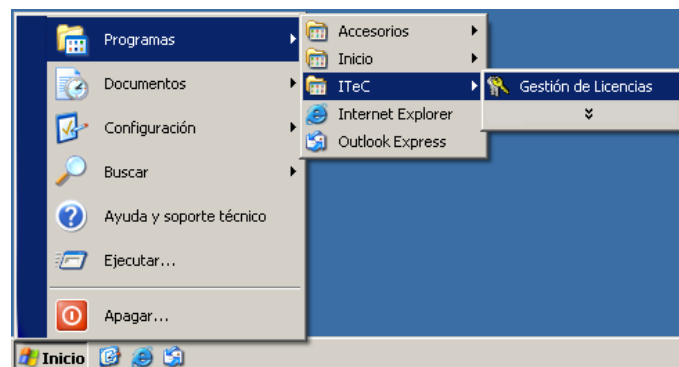 Programas
Documentos
Configuración
Buscar
Ayuda y soporte técnico
Ejecutar...
Apagar...
Accesorios
Inicio
ITeC
Internet Explorer
Outlook Express
Gestión de Licencias
Inicio